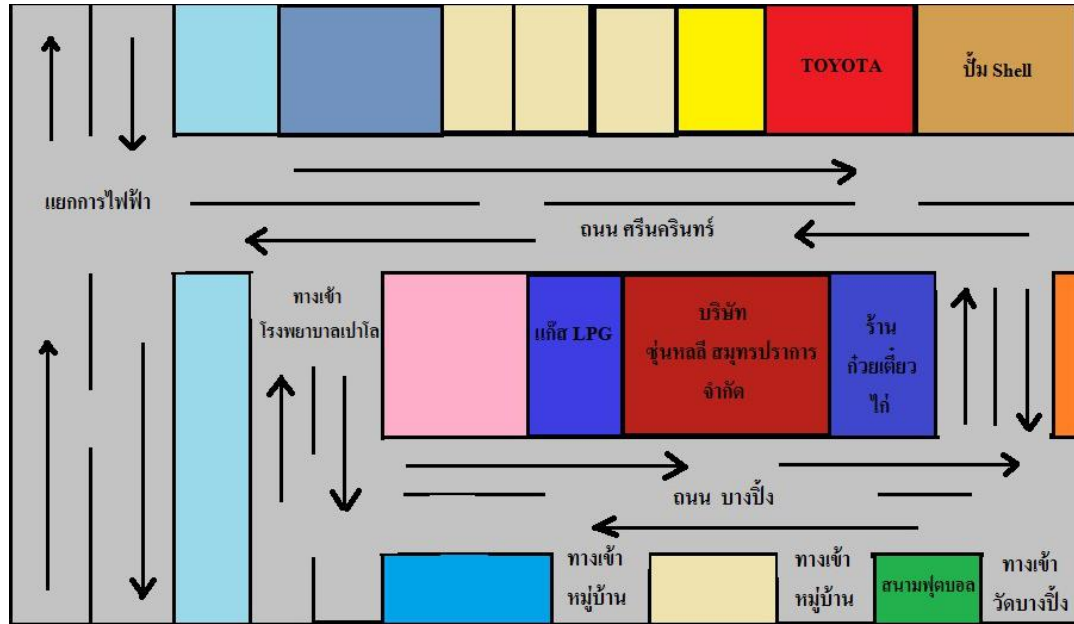 TOYOTA
ปั๊ม Shell
แยกการไฟฟ้า
ถนน ศรีนครินทร์
ทางเข้า
โรงพยาบาลเปาโล
แก๊ส LPG
บริษัท
ซุ่นหลลี สมุทรปราการ
จำกัด
ร้าน
ก๋วยเตี๋ยว
ไก่
ถนน บางปิ้ง
ทางเข้า
หมู่บ้าน
ทางเข้า
หมู่บ้าน
สนามฟุตบอล
ทางเข้า
วัดบางปิ้ง